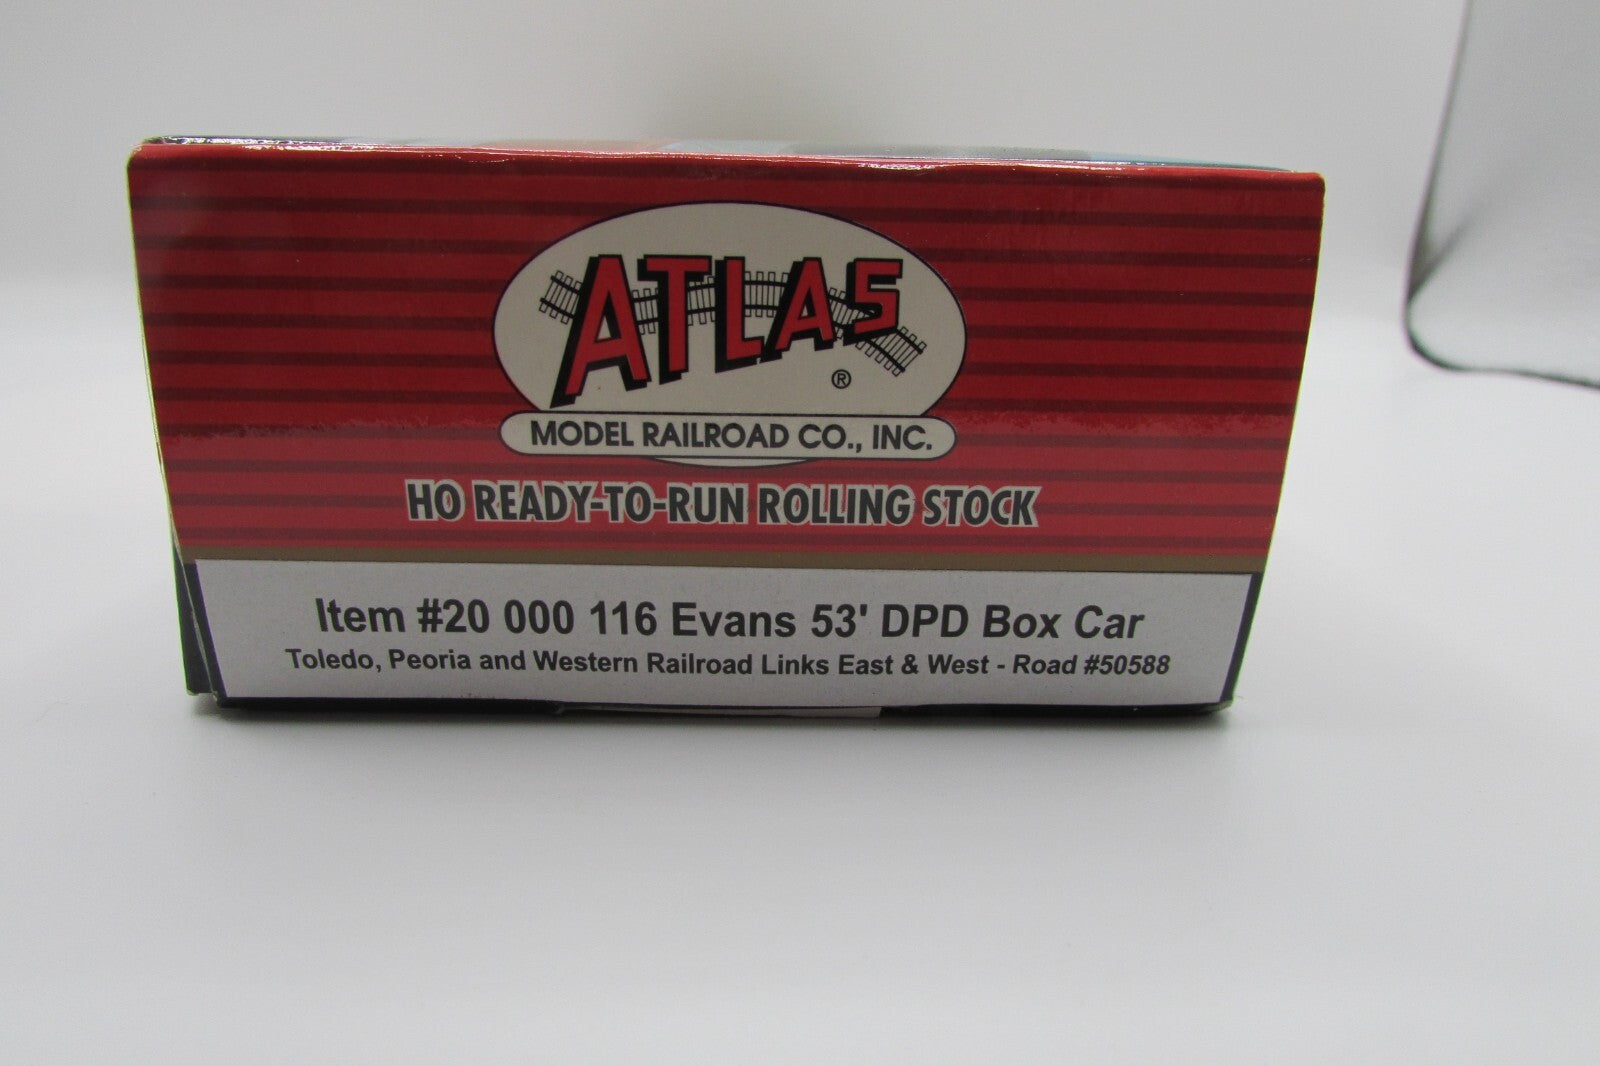 ATLAS
®
MODEL RAILROAD CO., INC.
HO READY-TO-RUN ROLLING STOCK
Item #20 000 116 Evans 53' DPD Box Car
Toledo, Peoria and Western Railroad Links East & West - Road #50588